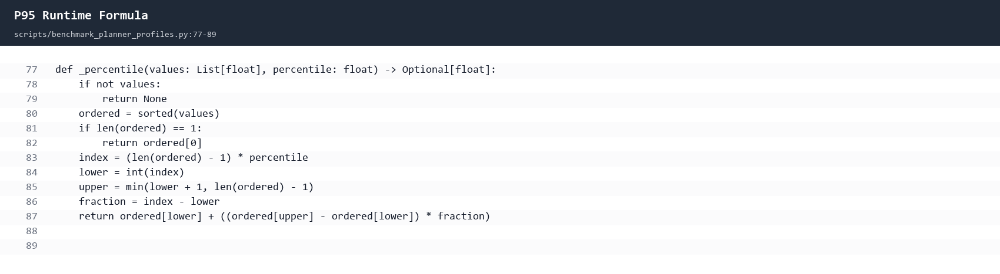 P95 Runtime Formula
scripts/benchmark_planner_profiles.py:77-89
77 def _percentile(values: List[float], percentile: float) -> Optional[float]:
78     if not values:
79         return None
80     ordered = sorted(values)
81     if len(ordered) == 1:
82         return ordered[0]
83     index = (len(ordered) - 1) * percentile
84     lower = int(index)
85     upper = min(lower + 1, len(ordered) - 1)
86     fraction = index - lower
87     return ordered[lower] + ((ordered[upper] - ordered[lower]) * fraction)
88
89